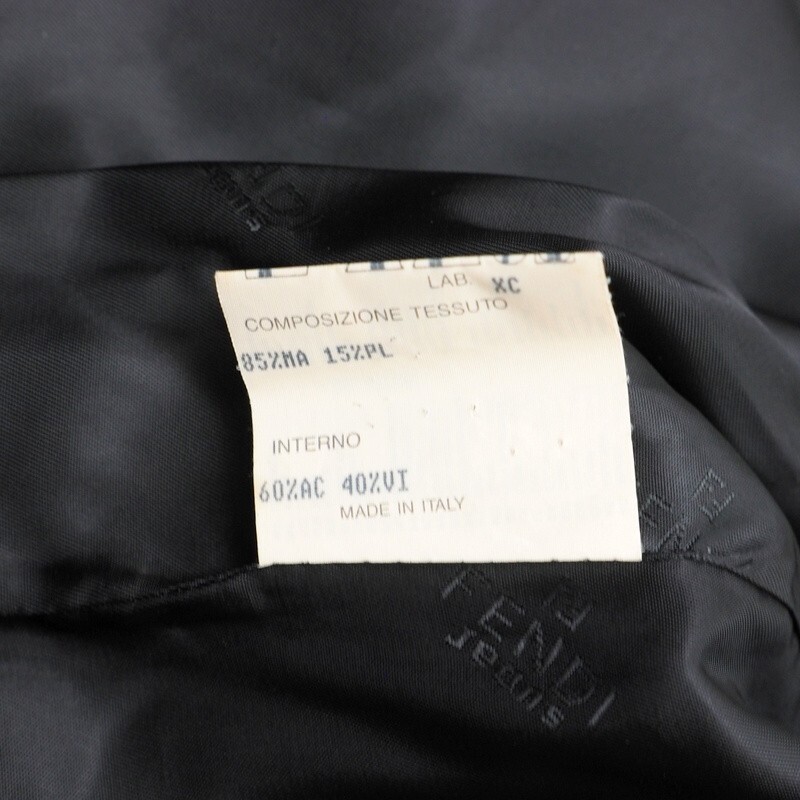 LAB. XC
COMPOSIZIONE TESSUTO
85%MA 15%PL
INTERNO
60%AC 40%VI
MADE IN ITALY
FENDI
Jeans